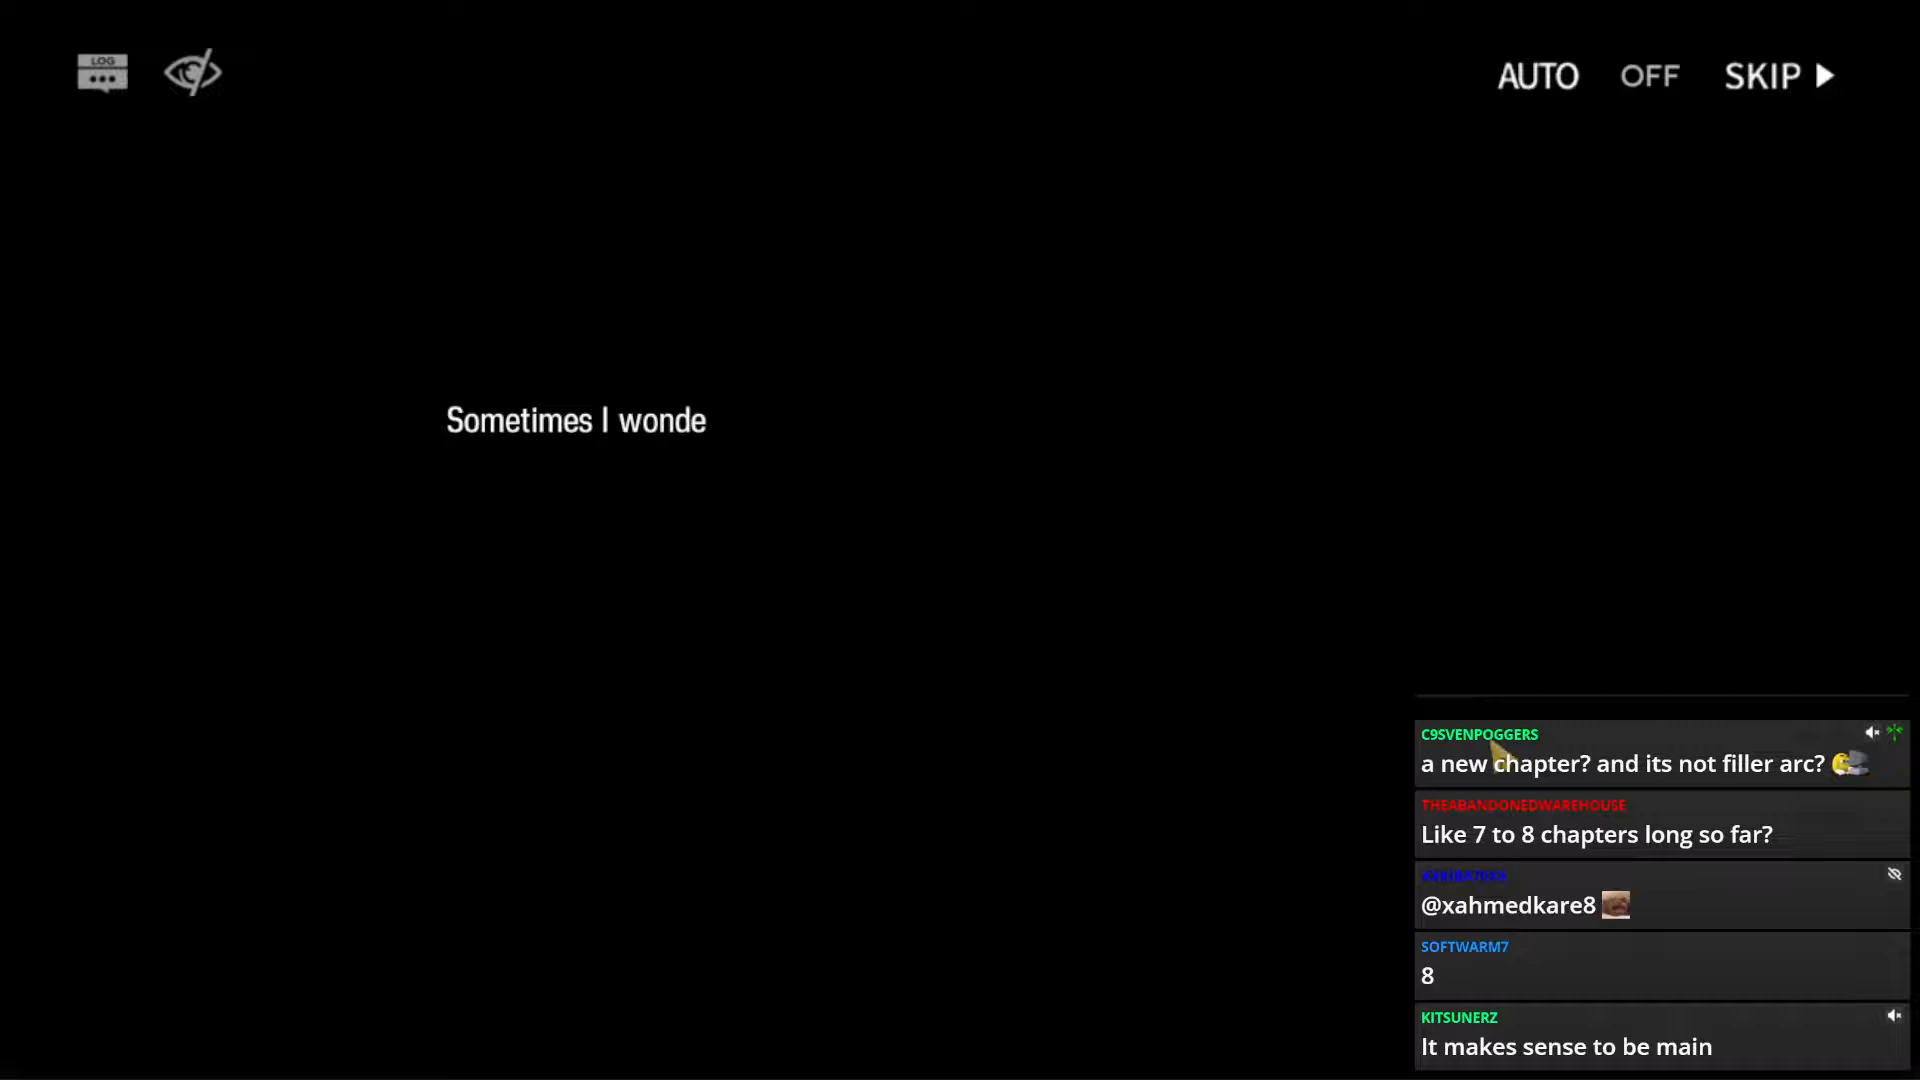 LOG
AUTO OFF SKIP
Sometimes I wonde
C9SVENPOGGERS
a new chapter? and its not filler arc?
THEABANDONEDWAREHOUSE
Like 7 to 8 chapters long so far?
@xahmedkare8
SOFTWARM7
8
KITSUNERZ
It makes sense to be main